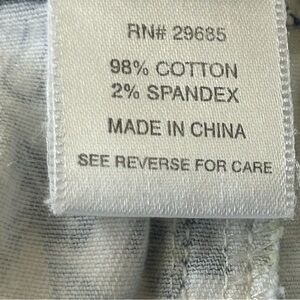 RN# 29685
98% COTTON
2% SPANDEX
MADE IN CHINA
SEE REVERSE FOR CARE